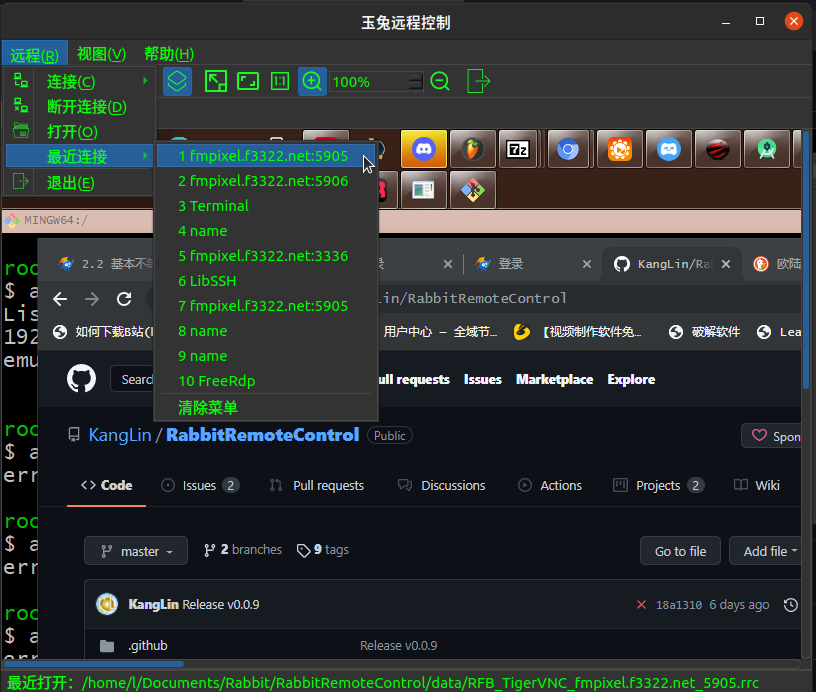 玉兔远程控制
远程(R) 视图(V) 帮助(H)
连接(C)
断开连接(D)
打开(O)
最近连接
退出(E)
1:1 100%
1 fmpixel.f3322.net:5905
2 fmpixel.f3322.net:5906
3 Terminal
4 name
5 fmpixel.f3322.net:3336
6 LibSSH
7 fmpixel.f3322.net:5905
8 name
9 name
10 FreeRdp
清除菜单
7z
MINGW64:/
roo
$ a
Lis
192
emu
roo
$ a
err
roo
$ a
err
roo
$ a
err
2.2 基本不等 录 登录 KangLin/Ra 欧陆
in/RabbitRemoteControl
如何下载B站(l 用户中心 – 全域节... 【视频制作软件免... 破解软件 Lea
Search ull requests Issues Marketplace Explore
KangLin / RabbitRemoteControl Public Spon
Code Issues 2 Pull requests Discussions Actions Projects 2 Wiki
master 2 branches 9 tags Go to file Add file
KangLin Release v0.0.9 18a1310 6 days ago
.github Release v0.0.9
最近打开：/home/l/Documents/Rabbit/RabbitRemoteControl/data/RFB_TigerVNC_fmpixel.f3322.net_5905.rrc